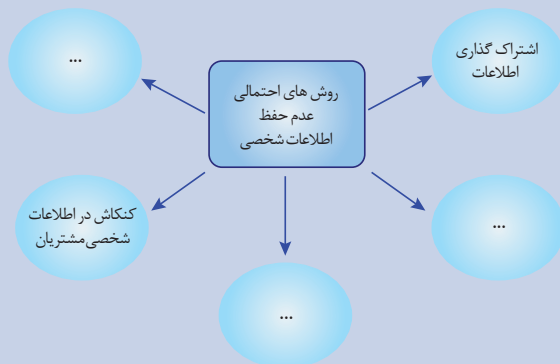 اشتراک گذاری
اطلاعات
...
روش های احتمالی
عدم حفظ
اطلاعات شخصی
...
کنکاش در اطلاعات
شخصی‌مشتریان
...